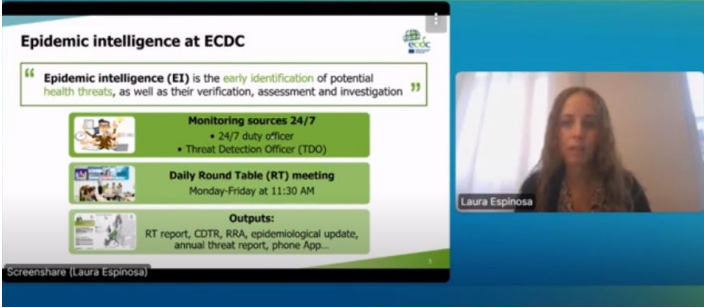 Epidemic intelligence at ECDC
ecdc
“ Epidemic intelligence (EI) is the early identification of potential
health threats, as well as their verification, assessment and investigation ”
Monitoring sources 24/7
• 24/7 duty officer
• Threat Detection Officer (TDO)
Daily Round Table (RT) meeting
Monday-Friday at 11:30 AM
Outputs:
RT report, CDTR, RRA, epidemiological update,
annual threat report, phone App...
Screenshare (Laura Espinosa)
Laura Espinosa